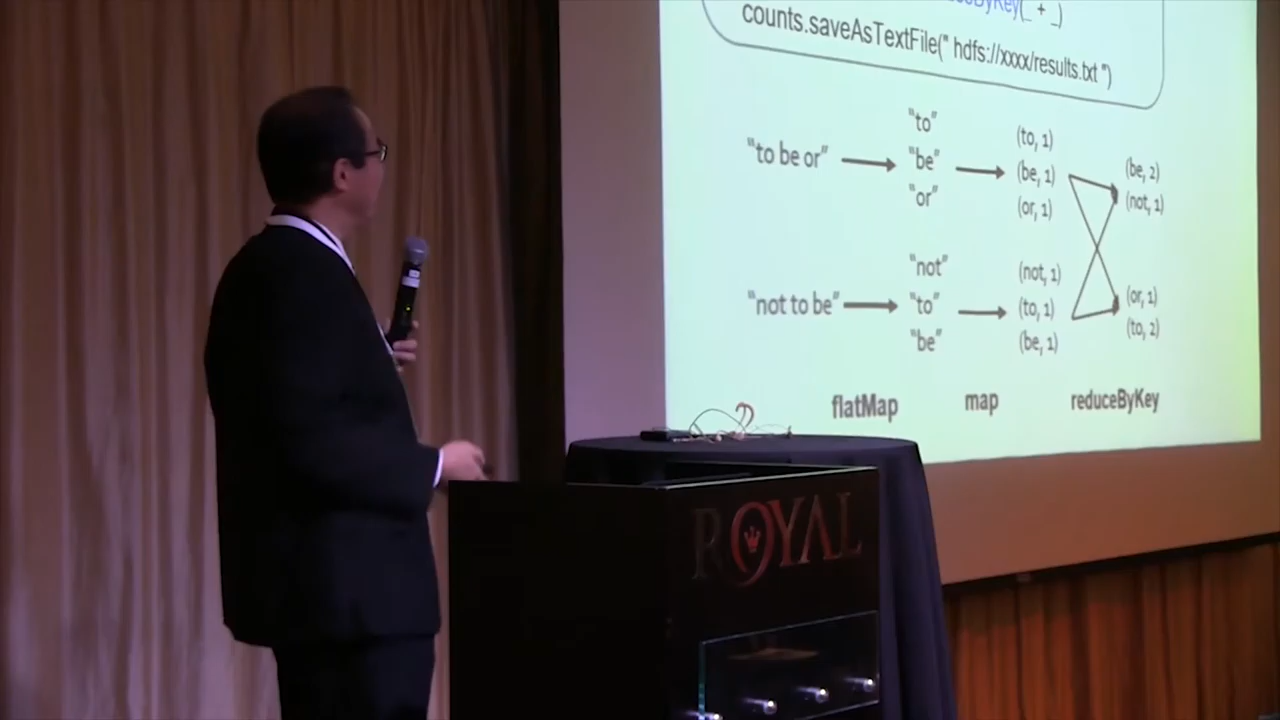 (_ + _)
counts.saveAsTextFile(" hdfs://xxxx/results.txt ")
"to be or"
"to"
"be"
"or"
(to, 1)
(be, 1)
(or, 1)
(be, 2)
(not, 1)
"not to be"
"not"
"to"
"be"
(not, 1)
(to, 1)
(be, 1)
(or, 1)
(to, 2)
flatMap
map
reduceByKey
ROYAL